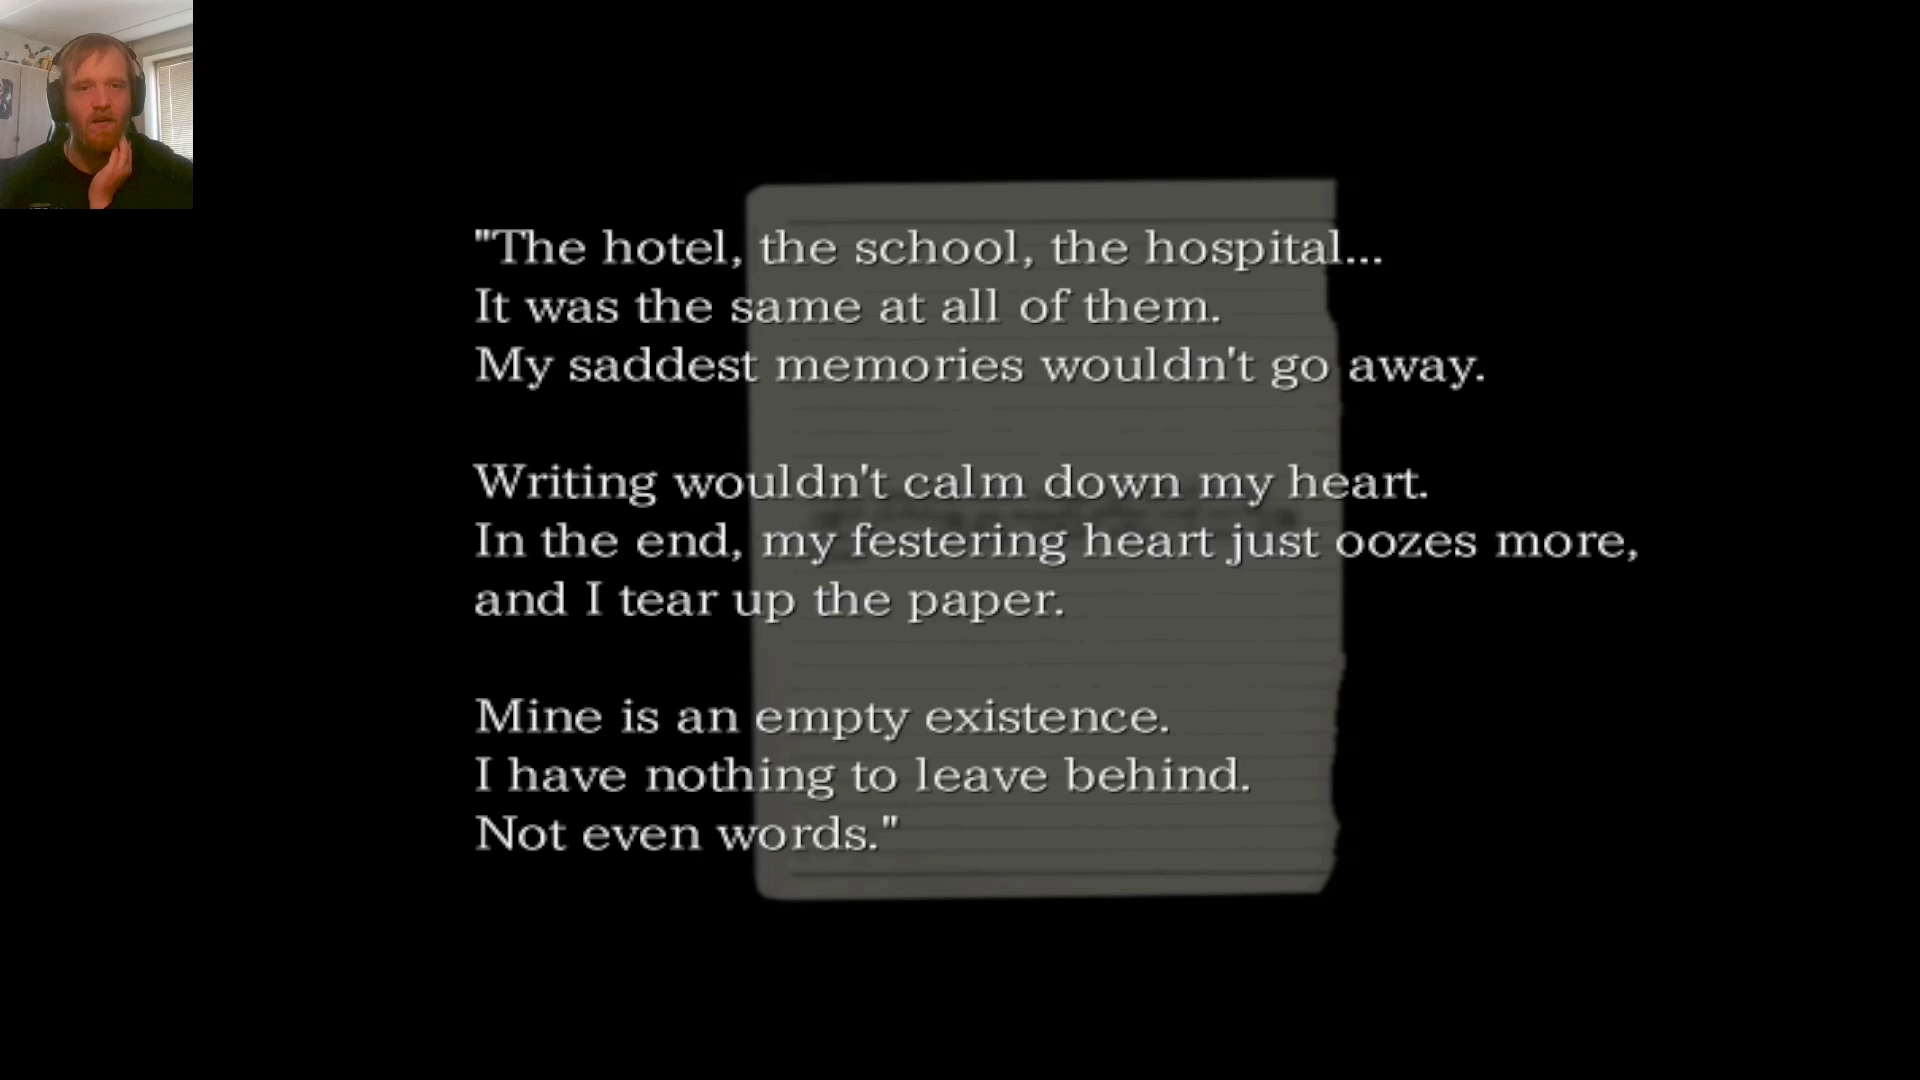 "The hotel, the school, the hospital...
It was the same at all of them.
My saddest memories wouldn't go away.
Writing wouldn't calm down my heart.
In the end, my festering heart just oozes more,
and I tear up the paper.
Mine is an empty existence.
I have nothing to leave behind.
Not even words."